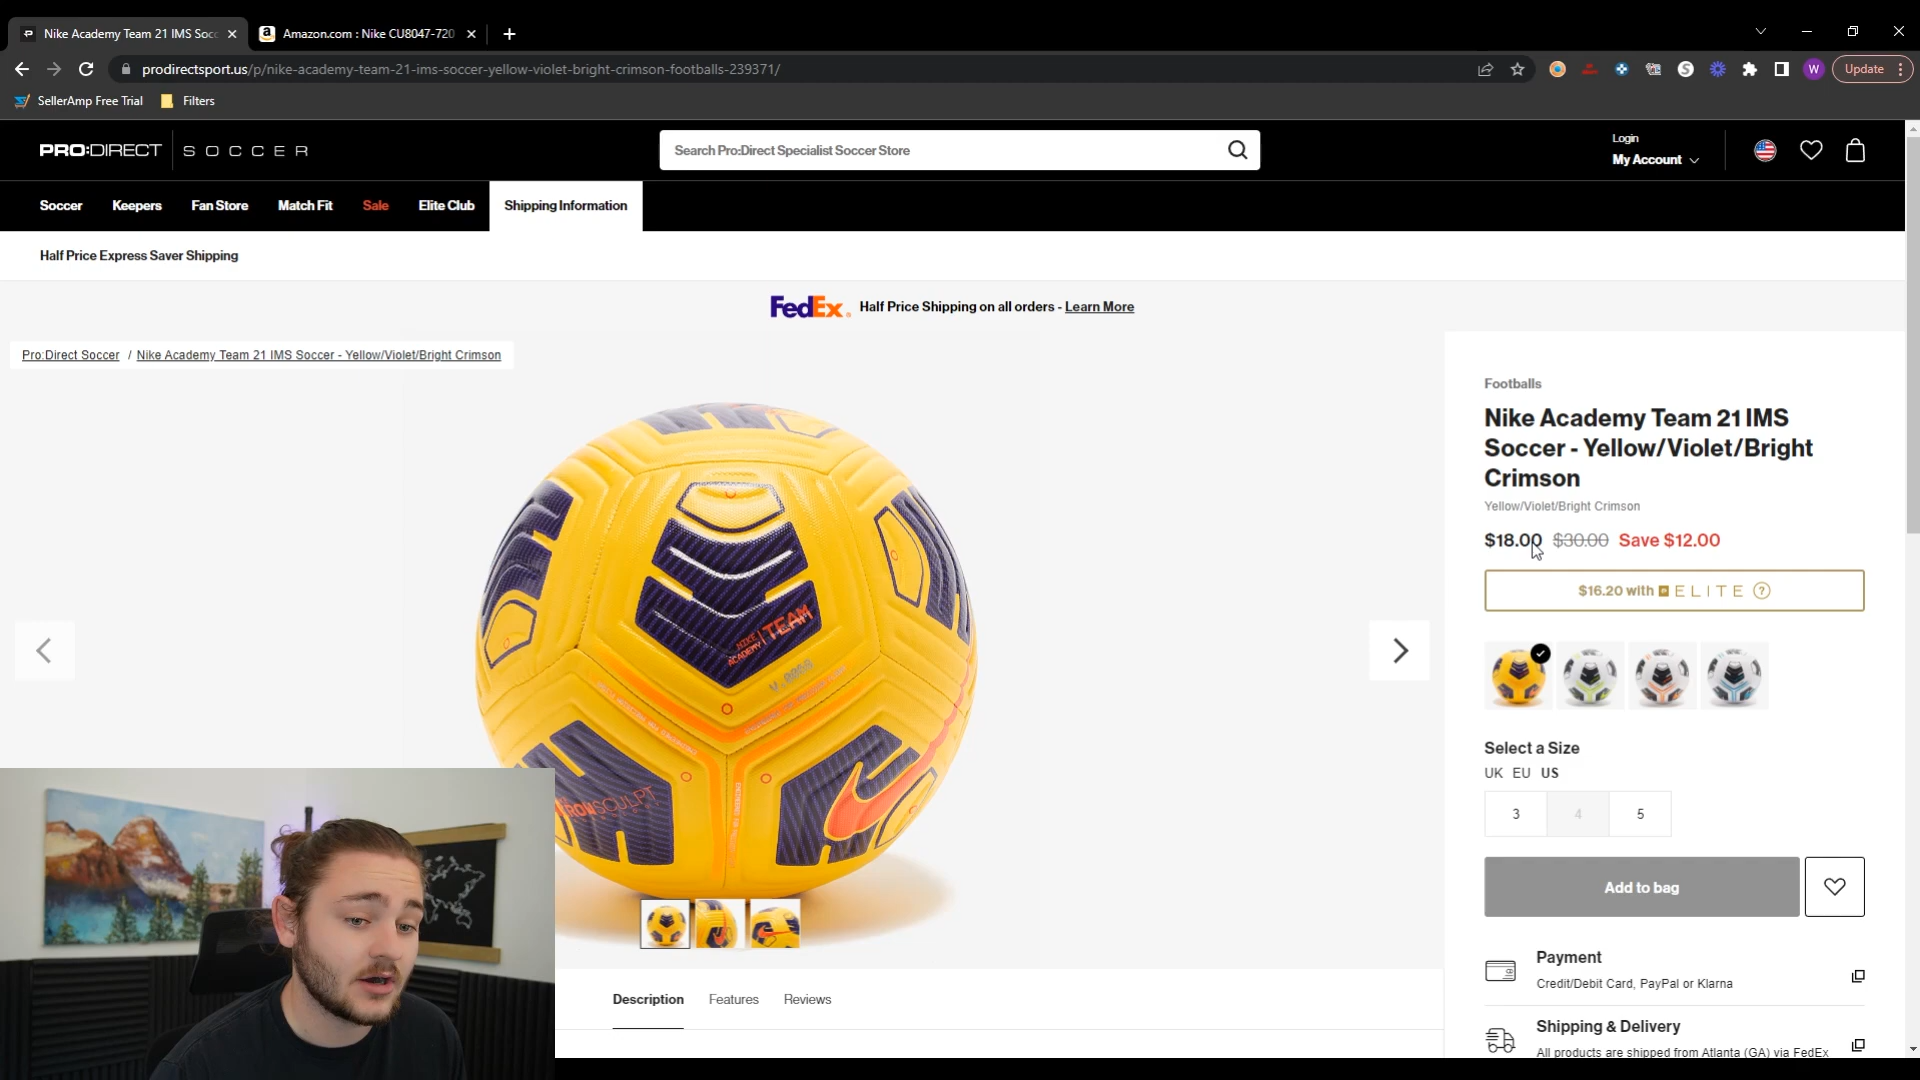 Nike Academy Team 21 IMS Socc
Amazon.com : Nike CU8047-720
prodirectsport.us/p/nike-academy-team-21-ims-soccer-yellow-violet-bright-crimson-footballs-239371/
W
Update
SellerAmp Free Trial
Filters
PRO:DIRECT SOCCER
Search Pro:Direct Specialist Soccer Store
Login
My Account
Soccer
Keepers
Fan Store
Match Fit
Sale
Elite Club
Shipping Information
Half Price Express Saver Shipping
FedEx. Half Price Shipping on all orders - Learn More
Pro:Direct Soccer / Nike Academy Team 21 IMS Soccer - Yellow/Violet/Bright Crimson
Footballs
Nike Academy Team 21 IMS
Soccer - Yellow/Violet/Bright
Crimson
Yellow/Violet/Bright Crimson
$18.00 $30.00 Save $12.00
$16.20 with ELITE ?
NIKE
ACADEMY TEAM
Select a Size
UK EU US
3 4 5
Add to bag
Payment
Credit/Debit Card, PayPal or Klarna
Description
Features
Reviews
Shipping & Delivery
All products are shipped from Atlanta (GA) via FedEx